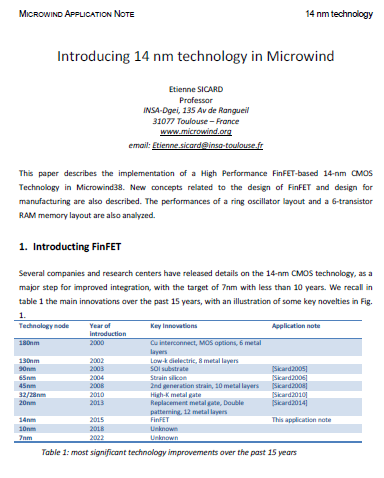 MICROWIND APPLICATION NOTE 14 nm technology
Introducing 14 nm technology in Microwind
Etienne SICARD
Professor
INSA-Dgei, 135 Av de Rangueil
31077 Toulouse – France
www.microwind.org
email: Etienne.sicard@insa-toulouse.fr
This paper describes the implementation of a High Performance FinFET-based 14-nm CMOS
Technology in Microwind38. New concepts related to the design of FinFET and design for
manufacturing are also described. The performances of a ring oscillator layout and a 6-transistor
RAM memory layout are also analyzed.
1. Introducting FinFET
Several companies and research centers have released details on the 14-nm CMOS technology, as a
major step for improved integration, with the target of 7nm with less than 10 years. We recall in
table 1 the main innovations over the past 15 years, with an illustration of some key novelties in Fig.
1.
Technology node Year of introduction Key Innovations Application note
180nm 2000 Cu interconnect, MOS options, 6 metal layers
130nm 2002 Low-k dielectric, 8 metal layers
90nm 2003 SOI substrate [Sicard2005]
65nm 2004 Strain silicon [Sicard2006]
45nm 2008 2nd generation strain, 10 metal layers [Sicard2008]
32/28nm 2010 High-K metal gate [Sicard2010]
20nm 2013 Replacement metal gate, Double patterning, 12 metal layers [Sicard2014]
14nm 2015 FinFET This application note
10nm 2018 Unknown
7nm 2022 Unknown
Table 1: most significant technology improvements over the past 15 years